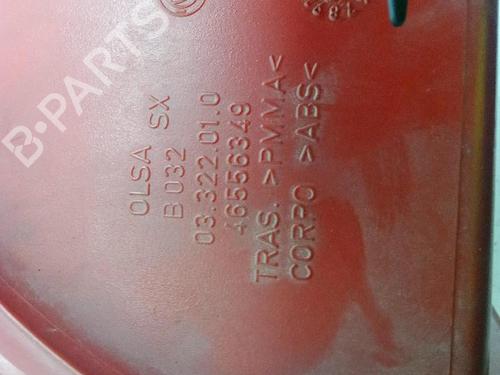 OLSA SX
B 032
03.322.01.0
46556349
TRAS. >PMMA<
CORPO >ABS<
B-PARTS